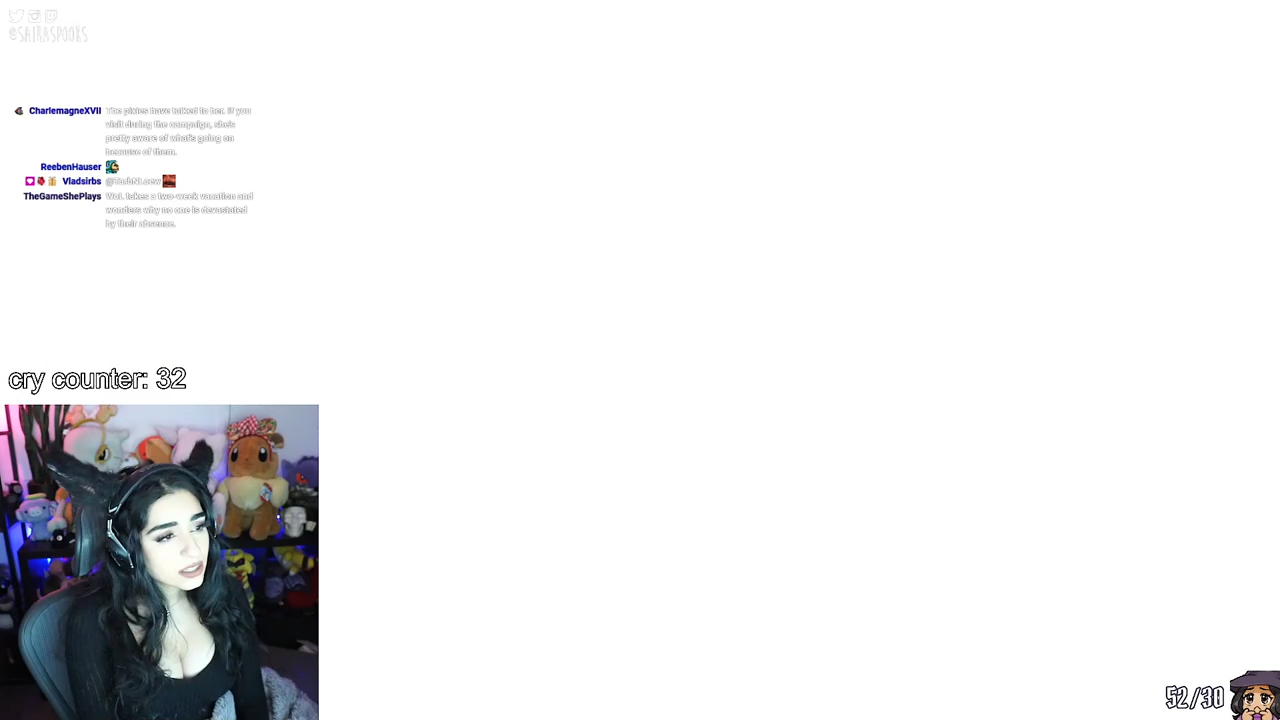 @SAIRASPOOKS
CharlemagneXVII The pixies have talked to her. If you
visit during the campaign, she's
pretty aware of what's going on
because of them.
ReebenHauser
Vladsirbs
TheGameShePlays WoL takes a two-week vacation and
wonders why no one is devastated
by their absence.
cry counter: 32
52/30